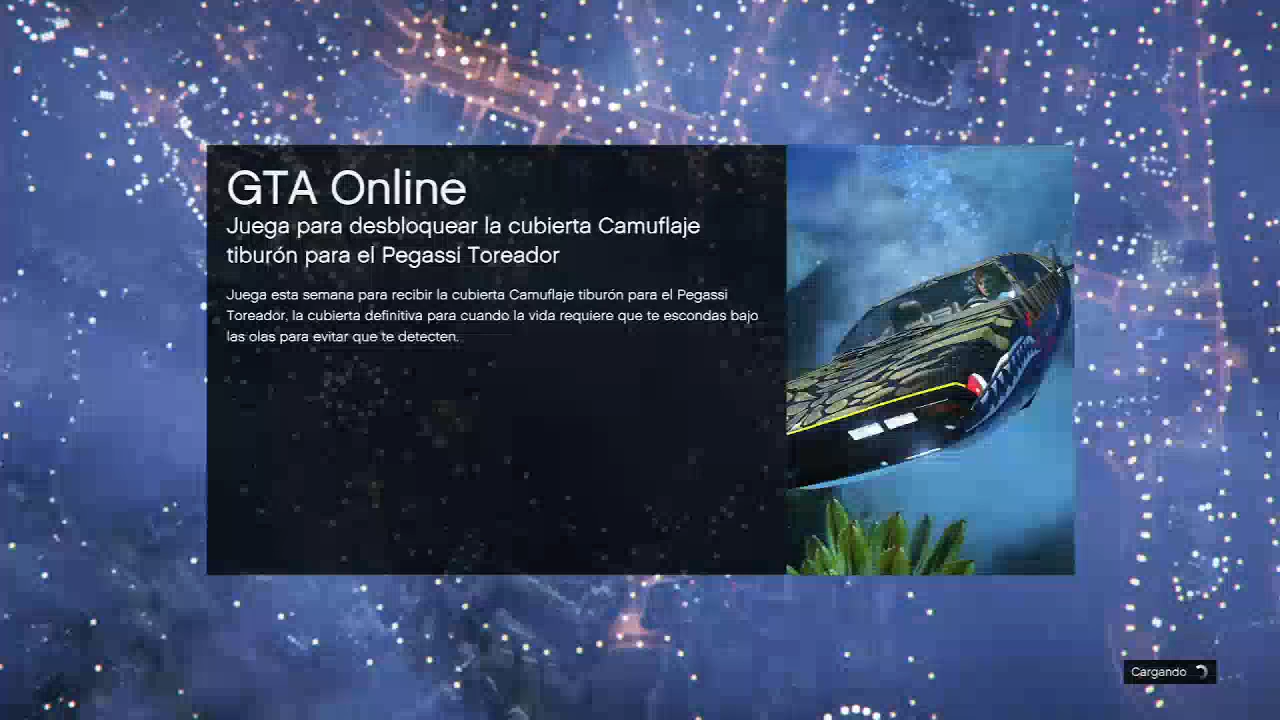 GTA Online
Juega para desbloquear la cubierta Camuflaje
tiburón para el Pegassi Toreador
Juega esta semana para recibir la cubierta Camuflaje tiburón para el Pegassi
Toreador, la cubierta definitiva para cuando la vida requiere que te escondas bajo
las olas para evitar que te detecten.
Cargando